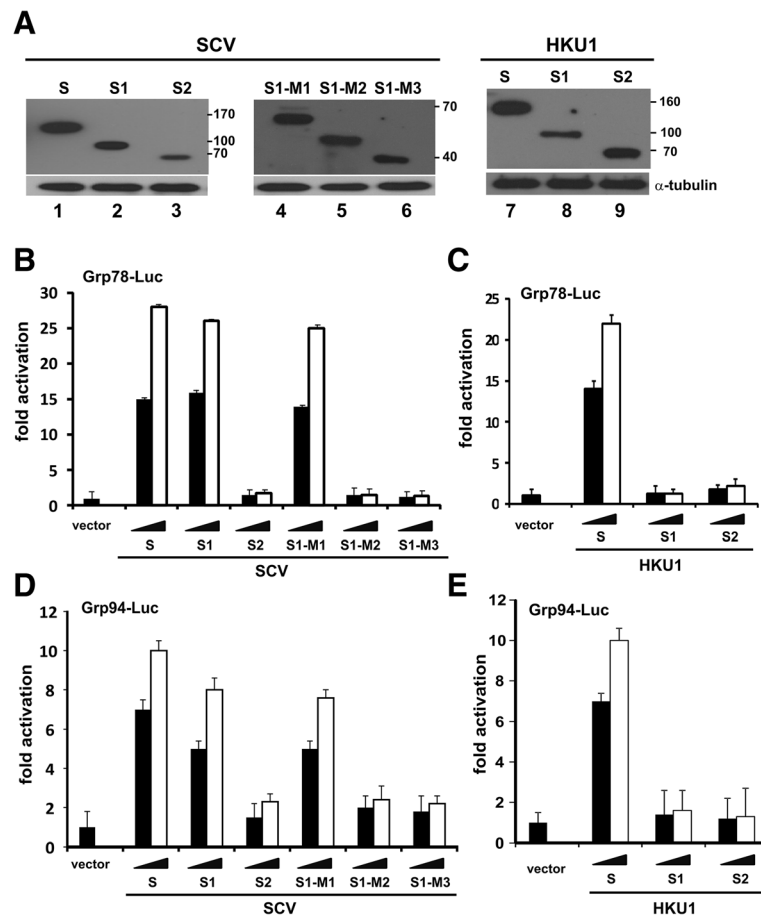 A
SCV
HKU1
S S1 S2
S1-M1 S1-M2 S1-M3
S S1 S2
170
100
70
70
40
160
100
70
α-tubulin
1 2 3 4 5 6 7 8 9
B
Grp78-Luc
fold activation
30
25
20
15
10
5
0
vector
S S1 S2 S1-M1 S1-M2 S1-M3
SCV
C
Grp78-Luc
fold activation
25
20
15
10
5
0
vector
S S1 S2
HKU1
D
Grp94-Luc
fold activation
12
10
8
6
4
2
0
vector
S S1 S2 S1-M1 S1-M2 S1-M3
SCV
E
Grp94-Luc
fold activation
12
10
8
6
4
2
0
vector
S S1 S2
HKU1